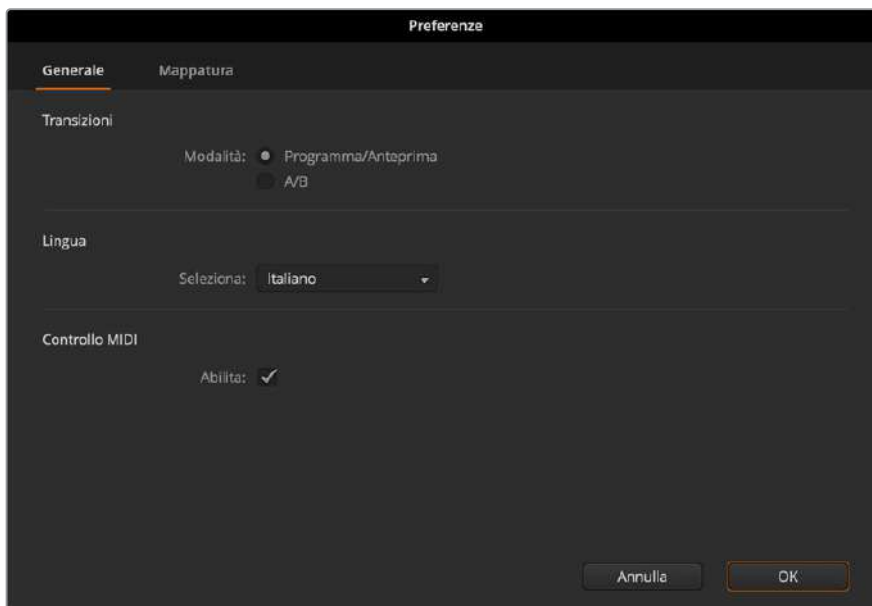 Preferenze
Generale Mappatura
Transizioni
Modalità: Programma/Anteprima
A/B
Lingua
Seleziona: Italiano
Controllo MIDI
Abilita:
Annulla OK